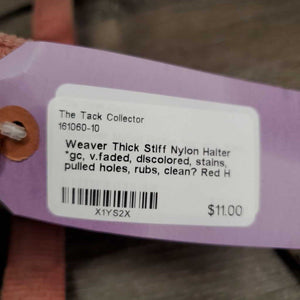 The Tack Collector
161060-10
Weaver Thick Stiff Nylon Halter
*gc, v.faded, discolored, stains,
pulled holes, rubs, clean? Red H
X1YS2X
$11.00